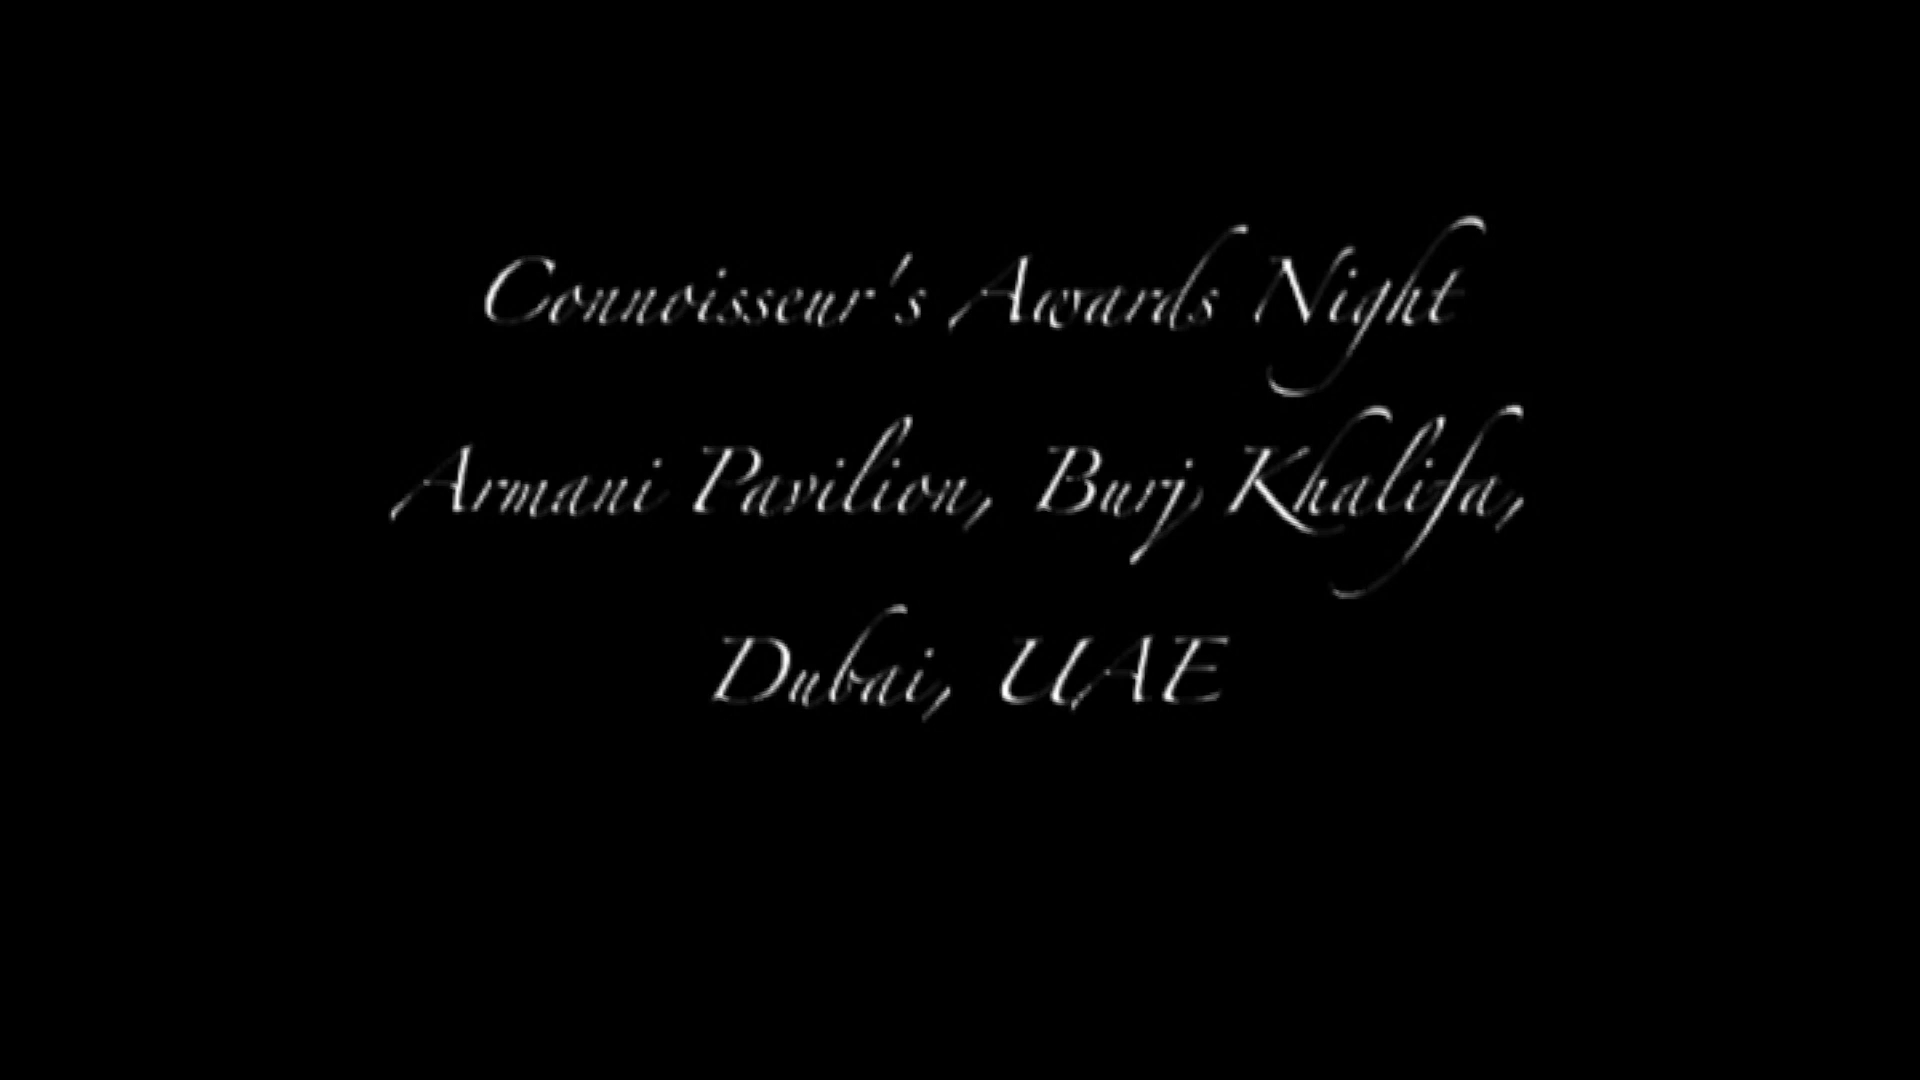 Connoisseur's Awards Night
Armani Pavilion, Burj Khalifa,
Dubai, UAE